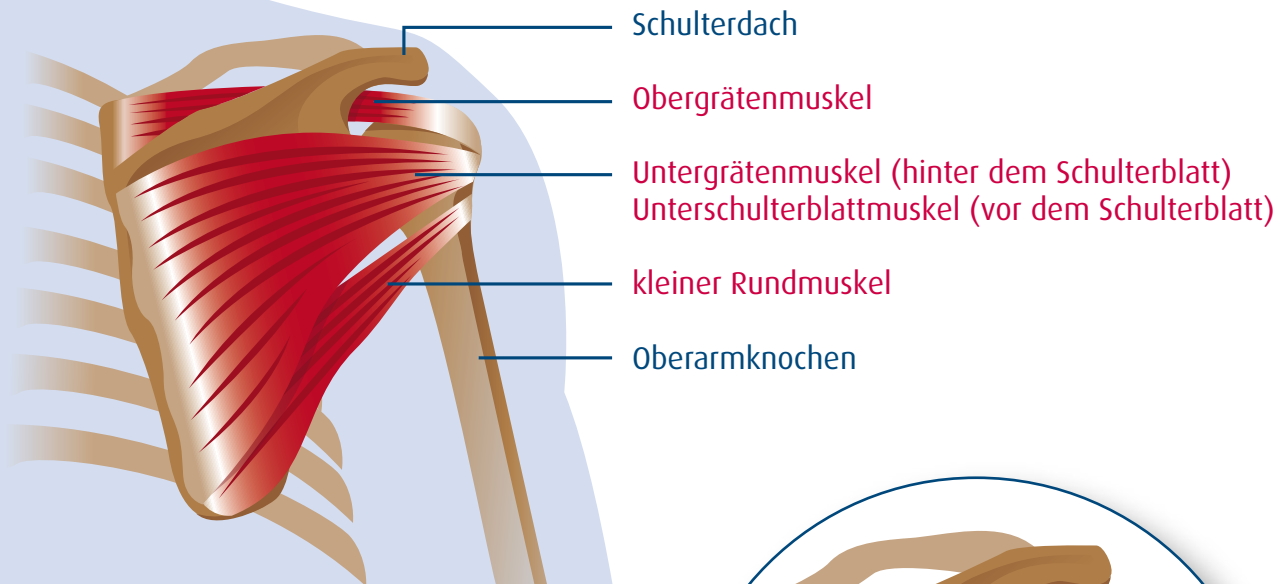 Schulterdach
Obergrätenmuskel
Untergrätenmuskel (hinter dem Schulterblatt)
Unterschulterblattmuskel (vor dem Schulterblatt)
kleiner Rundmuskel
Oberarmknochen